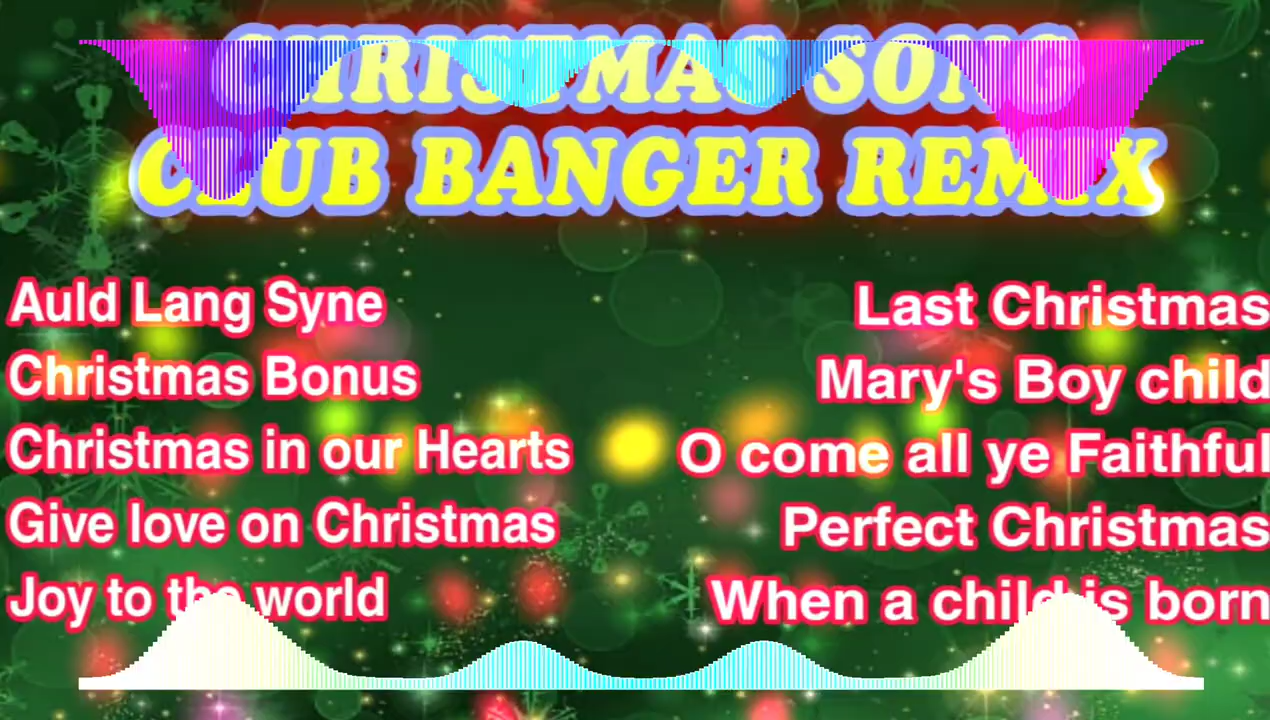 CHRISTMAS SONG
CLUB BANGER REMIX
Auld Lang Syne
Christmas Bonus
Christmas in our Hearts
Give love on Christmas
Joy to the world
Last Christmas
Mary's Boy child
O come all ye Faithful
Perfect Christmas
When a child is born